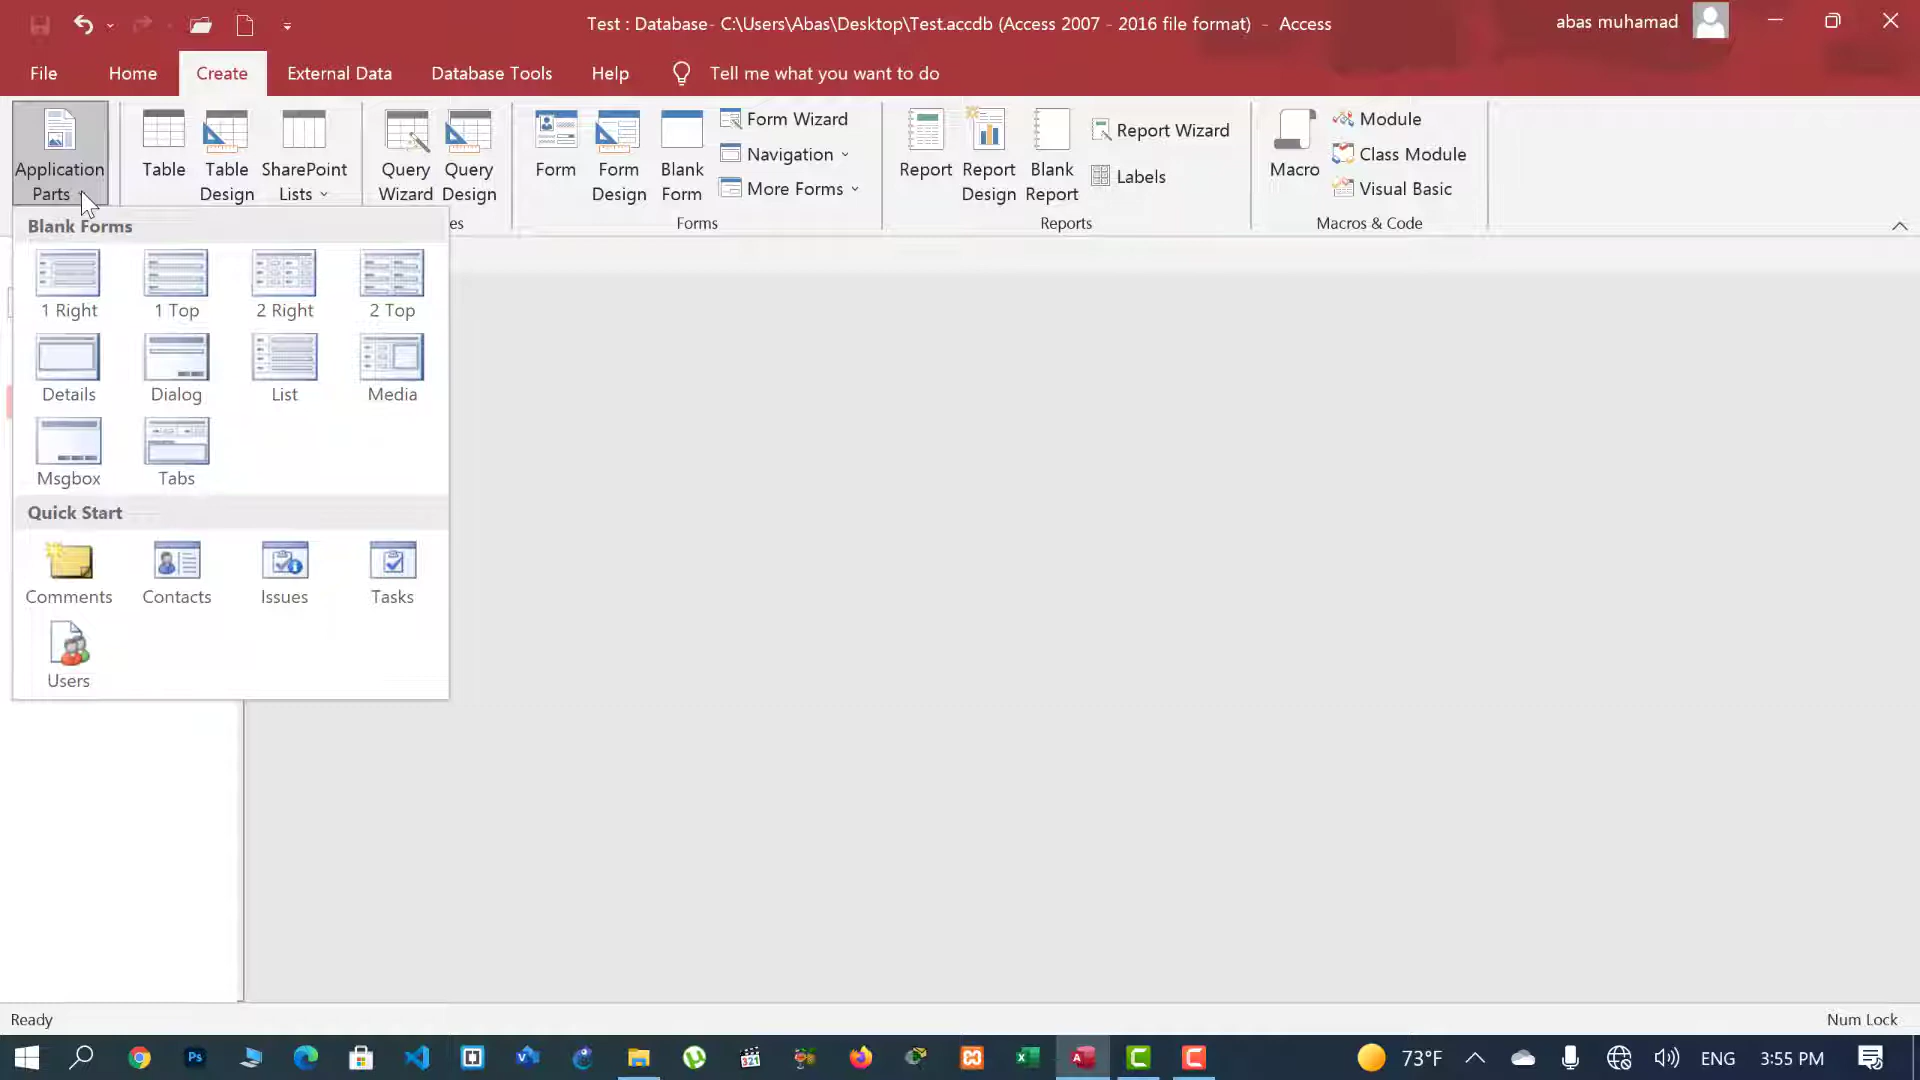 Test : Database- C:\Users\Abas\Desktop\Test.accdb (Access 2007 - 2016 file format)  -  Access
abas muhamad
File
Home
Create
External Data
Database Tools
Help
Tell me what you want to do
Application
Parts
Table
Table
Design
SharePoint
Lists
Query
Wizard
Query
Design
es
Form
Form
Design
Blank
Form
Form Wizard
Navigation
More Forms
Forms
Report
Report
Design
Blank
Report
Report Wizard
Labels
Reports
Macro
Module
Class Module
Visual Basic
Macros & Code
Blank Forms
1 Right
1 Top
2 Right
2 Top
Details
Dialog
List
Media
Msgbox
Tabs
Quick Start
Comments
Contacts
Issues
Tasks
Users
Ready
Num Lock
Ps
321
73°F
ENG
3:55 PM